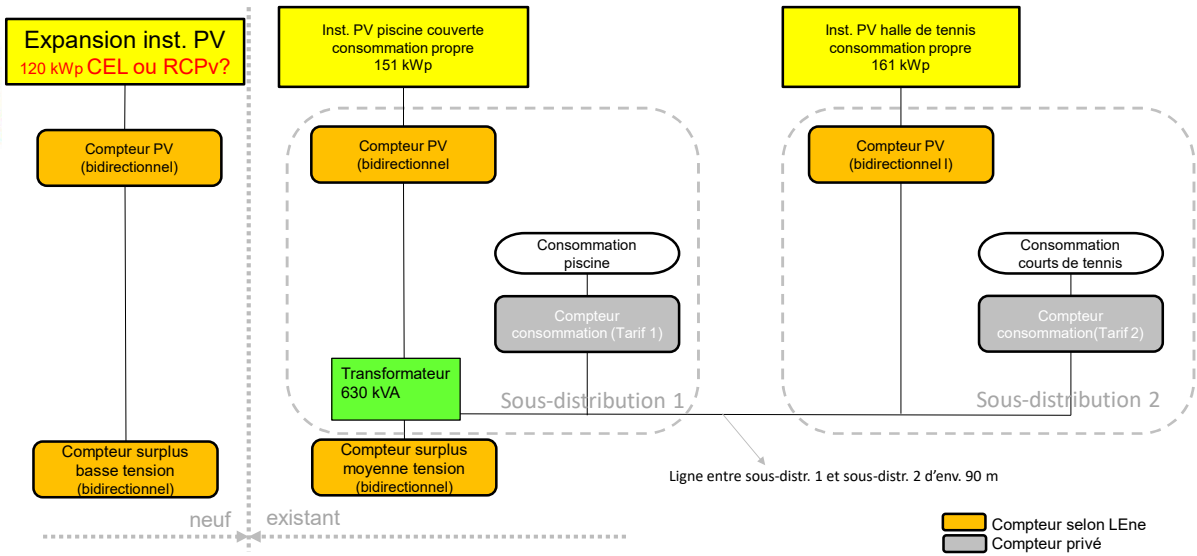 Expansion inst. PV
120 kWp CEL ou RCPv?
Inst. PV piscine couverte
consommation propre
151 kWp
Inst. PV halle de tennis
consommation propre
161 kWp
Compteur PV
(bidirectionnel)
Compteur PV
(bidirectionnel
Compteur PV
(bidirectionnel l)
Consommation
piscine
Consommation
courts de tennis
Compteur
consommation (Tarif 1)
Compteur
consommation(Tarif 2)
Transformateur
630 kVA
Sous-distribution 1
Sous-distribution 2
Compteur surplus
basse tension
(bidirectionnel)
Compteur surplus
moyenne tension
(bidirectionnel)
Ligne entre sous-distr. 1 et sous-distr. 2 d'env. 90 m
neuf
existant
Compteur selon LEne
Compteur privé